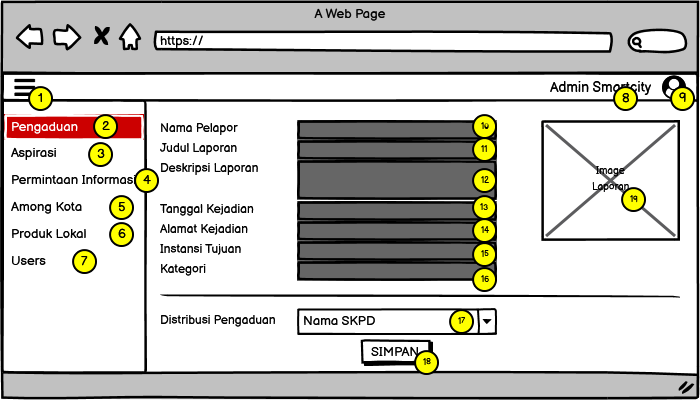 A Web Page
https://
Admin Smartcity
1
8
9
Pengaduan 2
Aspirasi 3
Permintaan Informasi 4
Among Kota 5
Produk Lokal 6
Users 7
Nama Pelapor 10
Judul Laporan 11
Deskripsi Laporan 12
Tanggal Kejadian 13
Alamat Kejadian 14
Instansi Tujuan 15
Kategori 16
Image
Laporan
19
Distribusi Pengaduan Nama SKPD 17
SIMPAN 18